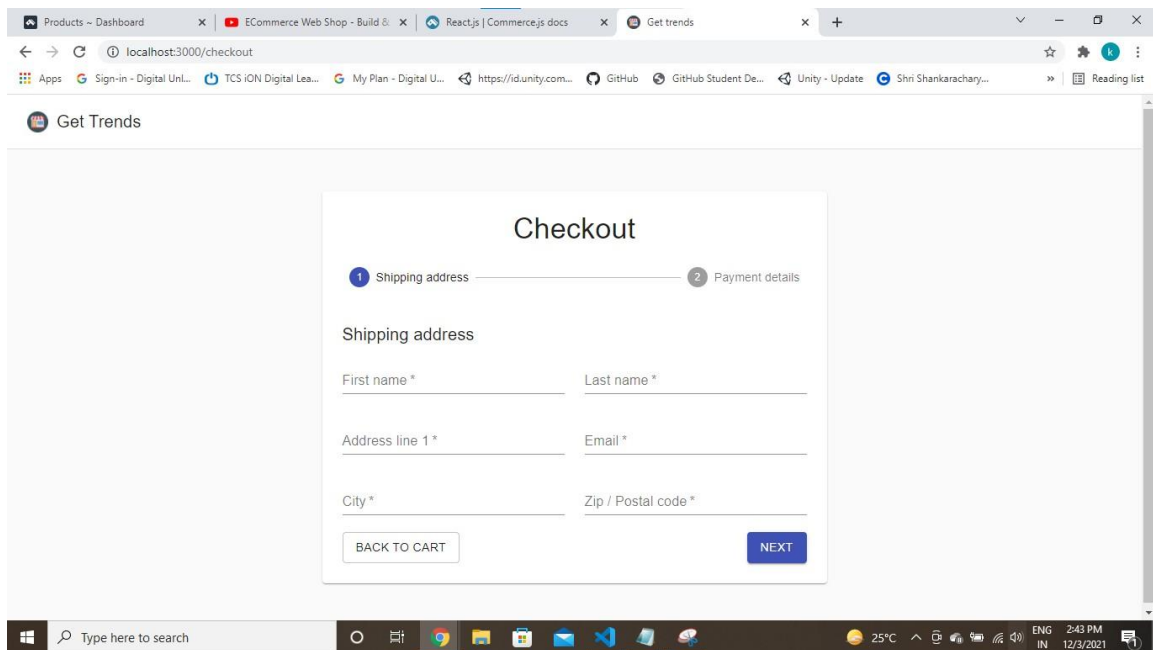 Products ~ Dashboard
ECommerce Web Shop - Build &
React.js | Commerce.js docs
Get trends
localhost:3000/checkout
k
Apps
Sign-in - Digital Unl...
TCS iON Digital Lea...
My Plan - Digital U...
https://id.unity.com...
GitHub
GitHub Student De...
Unity - Update
Shri Shankarachary...
»
Reading list
Get Trends
Checkout
1 Shipping address
2 Payment details
Shipping address
First name *
Last name *
Address line 1 *
Email *
City *
Zip / Postal code *
BACK TO CART
NEXT
Type here to search
25°C
ENG
IN
2:43 PM
12/3/2021
1